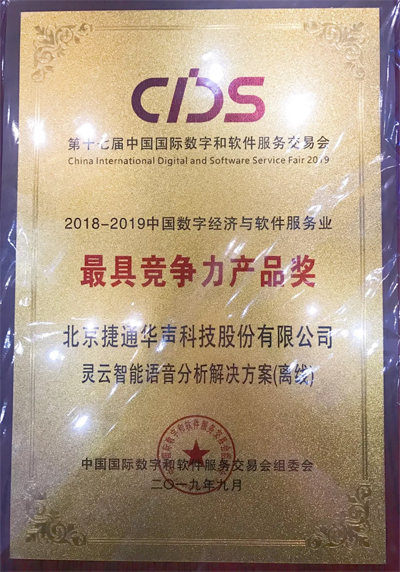 CIDS
第十七届中国国际数字和软件服务交易会
China International Digital and Software Service Fair 2019
2018-2019中国数字经济与软件服务业
最具竞争力产品奖
北京捷通华声科技股份有限公司
灵云智能语音分析解决方案(离线)
中国国际数字和软件服务交易会组委会
二〇一九年九月